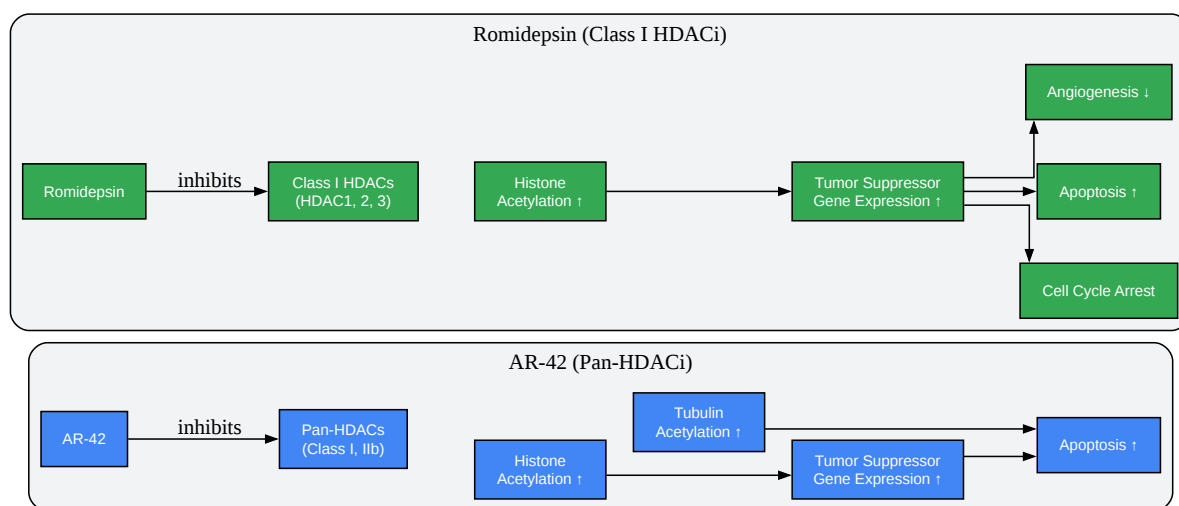 Romidepsin (Class I HDACi)
Angiogenesis ↓
Romidepsin
inhibits
Class I HDACs
(HDAC1, 2, 3)
Histone
Acetylation ↑
Tumor Suppressor
Gene Expression ↑
Apoptosis ↑
Cell Cycle Arrest
AR-42 (Pan-HDACi)
AR-42
inhibits
Pan-HDACs
(Class I, IIb)
Tubulin
Acetylation ↑
Histone
Acetylation ↑
Tumor Suppressor
Gene Expression ↑
Apoptosis ↑